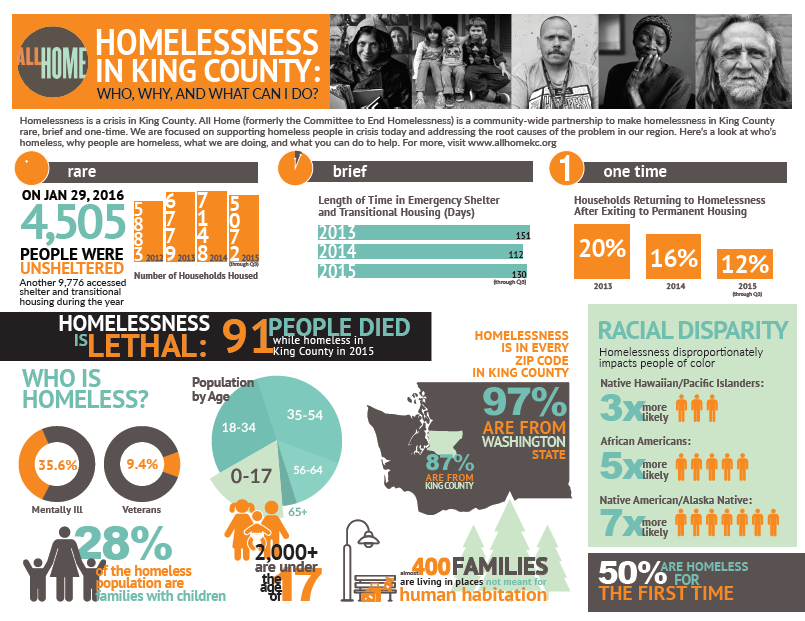 ALL HOME
HOMELESSNESS
IN KING COUNTY:
WHO, WHY, AND WHAT CAN I DO?
Homelessness is a crisis in King County. All Home (formerly the Committee to End Homelessness) is a community-wide partnership to make homelessness in King County
rare, brief and one-time. We are focused on supporting homeless people in crisis today and addressing the root causes of the problem in our region. Here's a look at who's
homeless, why people are homeless, what we are doing, and what you can do to help. For more, visit www.allhomekc.org
rare
ON JAN 29, 2016
4,505
PEOPLE WERE
UNSHELTERED
Another 9,776 accessed
shelter and transitional
housing during the year
5883 2012
6779 2013
7148 2014
5072 2015
(through Q3)
Number of Households Housed
brief
Length of Time in Emergency Shelter
and Transitional Housing (Days)
2013 151
2014 112
2015 130
(through Q3)
1 one time
Households Returning to Homelessness
After Exiting to Permanent Housing
20% 16% 12%
2013 2014 2015
(through Q3)
HOMELESSNESS
IS LETHAL:
91 PEOPLE DIED
while homeless in
King County in 2015
WHO IS
HOMELESS?
35.6%
Mentally Ill
9.4%
Veterans
Population
by Age
18-34
35-54
0-17
56-64
65+
HOMELESSNESS
IS IN EVERY
ZIP CODE
IN KING COUNTY
97%
ARE FROM
WASHINGTON
STATE
87%
ARE FROM
KING COUNTY
RACIAL DISPARITY
Homelessness disproportionately
impacts people of color
Native Hawaiian/Pacific Islanders:
3x more
likely
African Americans:
5x more
likely
Native American/Alaska Native:
7x more
likely
28%
of the homeless
population are
families with children
2,000+
are under
the
age
of 17
almost... 400 FAMILIES
are living in places not meant for
human habitation
50% ARE HOMELESS
FOR
THE FIRST TIME